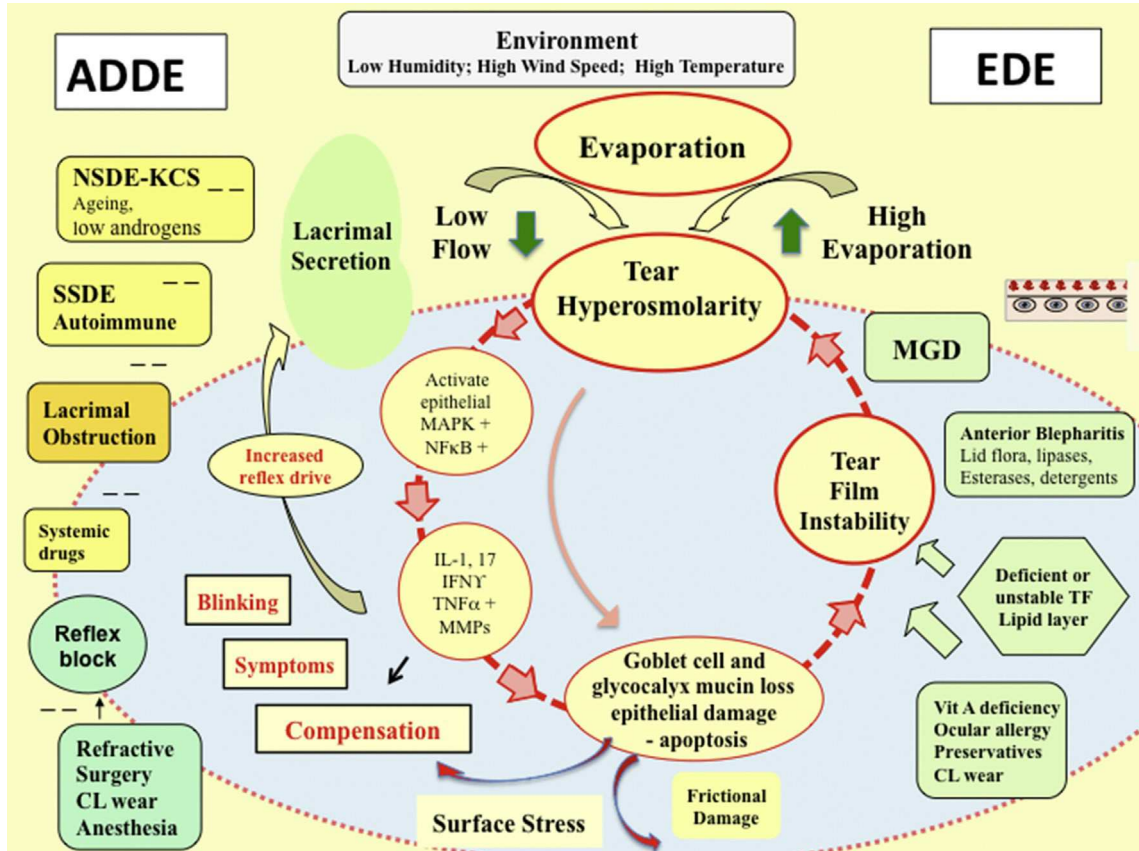 ADDE
Environment
Low Humidity; High Wind Speed; High Temperature
EDE
Evaporation
NSDE-KCS
Ageing,
low androgens
Lacrimal
Secretion
Low
Flow
High
Evaporation
Tear
Hyperosmolarity
SSDE
Autoimmune
MGD
Lacrimal
Obstruction
Activate
epithelial
MAPK +
NFκB +
Increased
reflex drive
Tear
Film
Instability
Anterior Blepharitis
Lid flora, lipases,
Esterases, detergents
Systemic
drugs
IL-1, 17
IFNϒ
TNFα +
MMPs
Blinking
Deficient or
unstable TF
Lipid layer
Reflex
block
Symptoms
Goblet cell and
glycocalyx mucin loss
epithelial damage
- apoptosis
Compensation
Vit A deficiency
Ocular allergy
Preservatives
CL wear
Refractive
Surgery
CL wear
Anesthesia
Surface Stress
Frictional
Damage